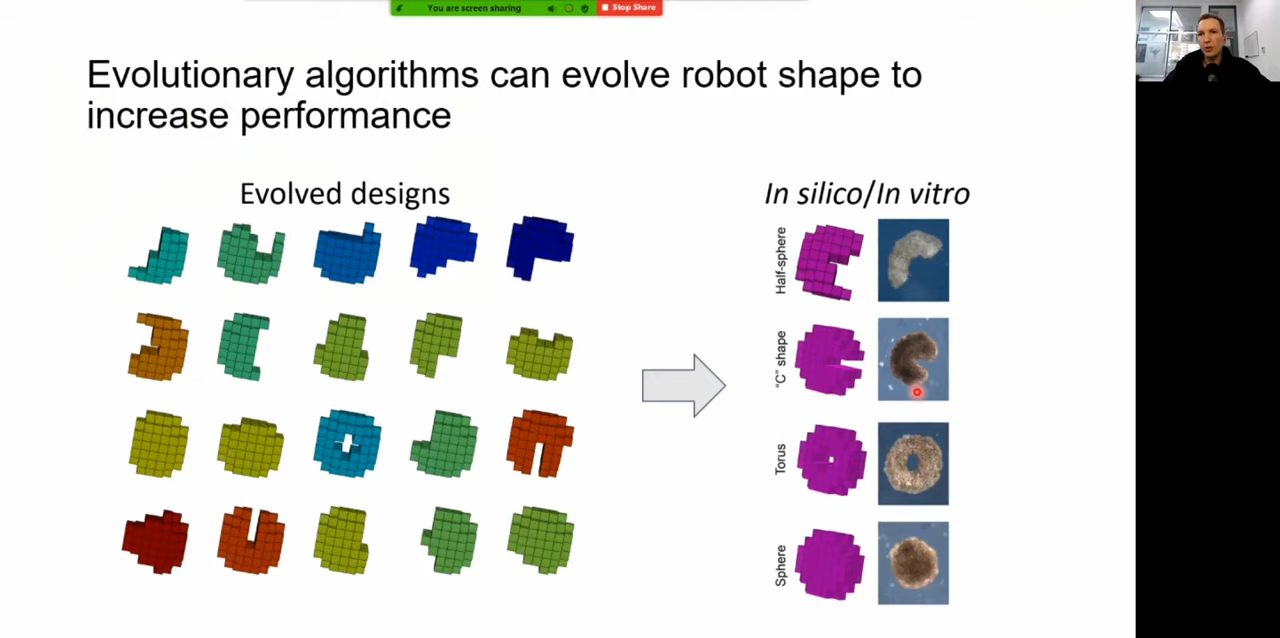 You are screen sharing
Stop Share
Evolutionary algorithms can evolve robot shape to
increase performance
Evolved designs
In silico/In vitro
Half-sphere
“C” shape
Torus
Sphere